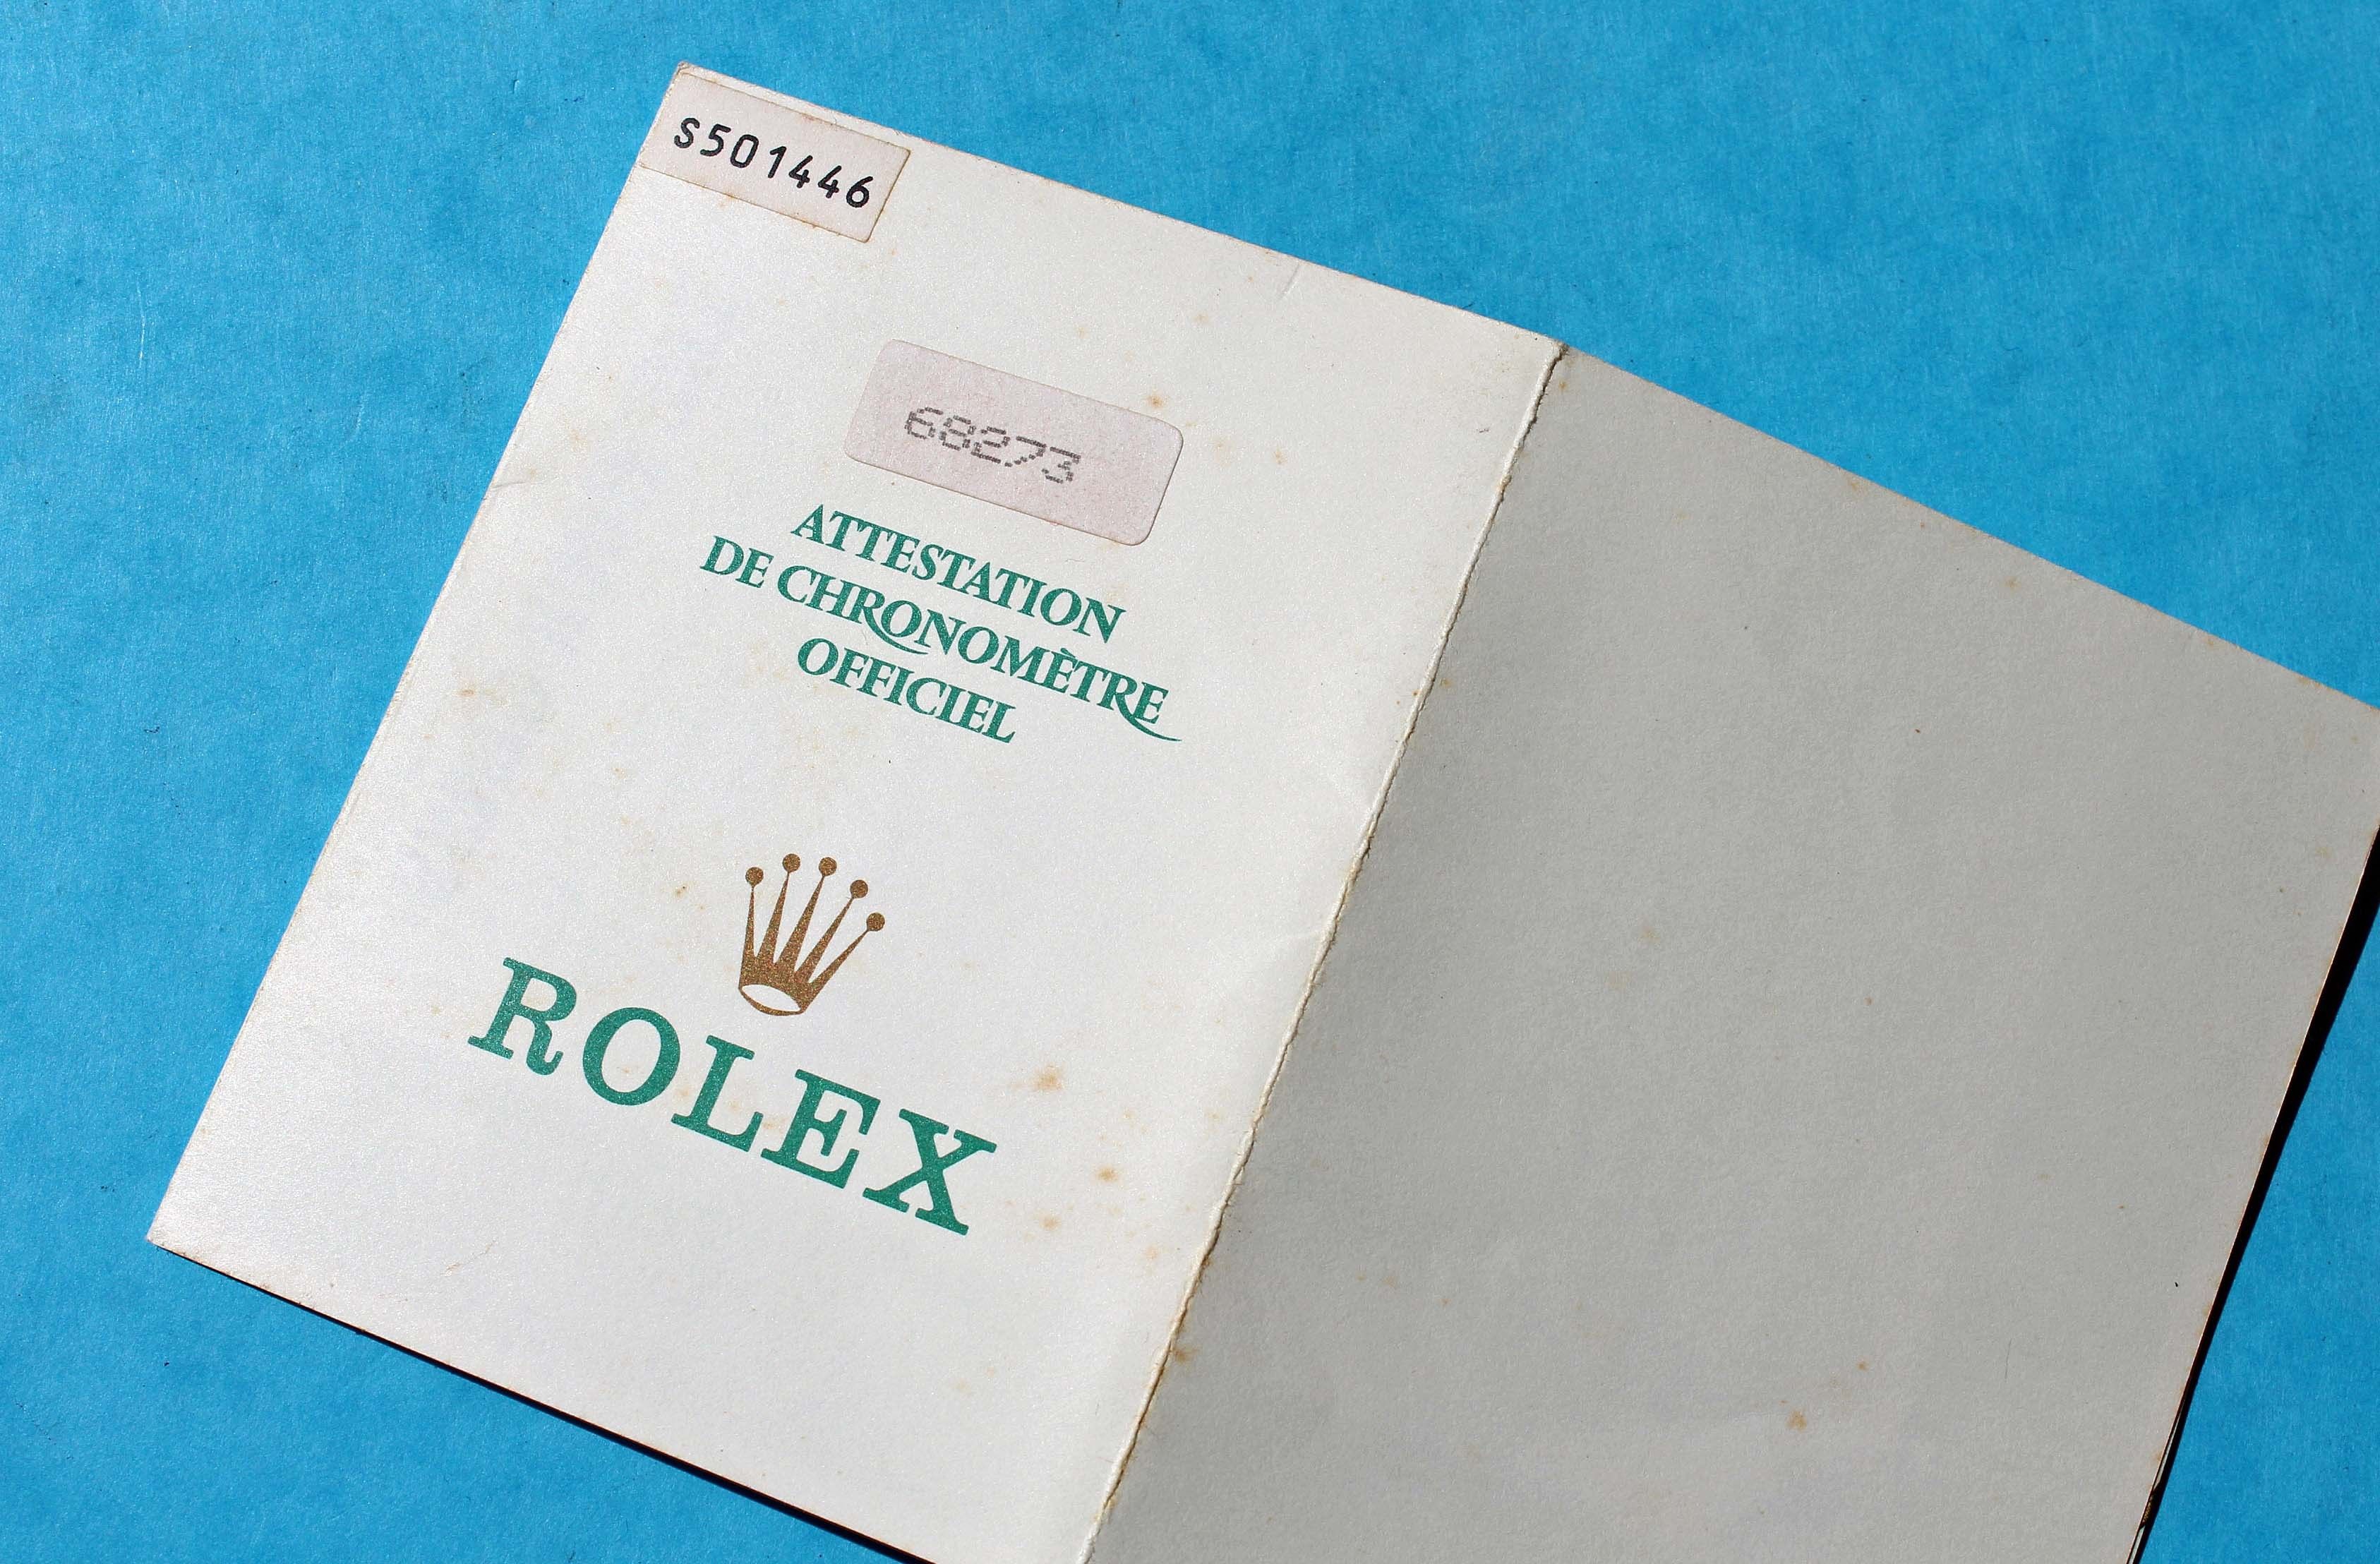 S501446
68273
ATTESTATION
DE CHRONOMÈTRE
OFFICIEL
ROLEX